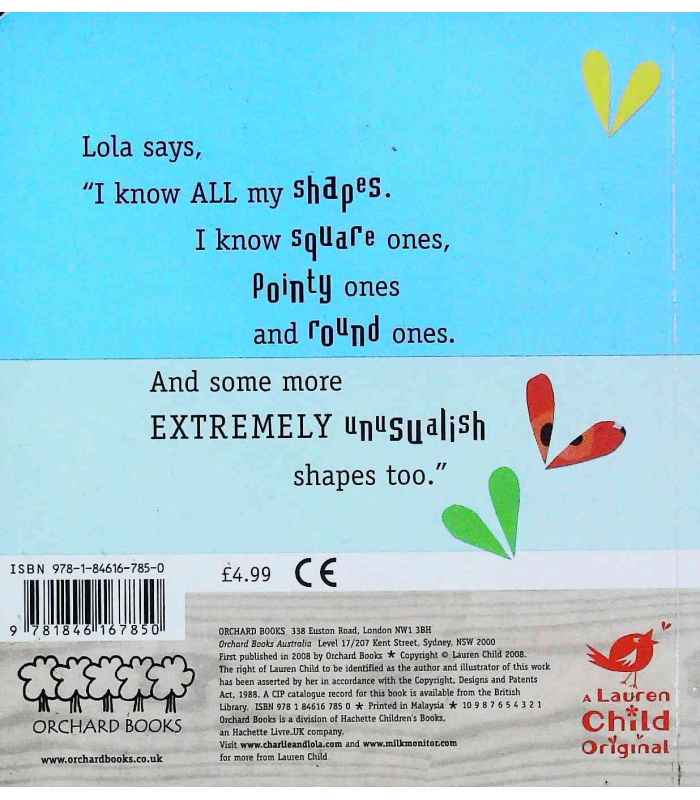 Lola says,
“I know ALL my shapes.
I know square ones,
Pointy ones
and round ones.
And some more
EXTREMELY unusualish
shapes too.”
ISBN 978-1-84616-785-0
£4.99 CE
9 781846 167850
ORCHARD BOOKS
www.orchardbooks.co.uk
ORCHARD BOOKS 338 Euston Road, London NW1 3BH
Orchard Books Australia Level 17/207 Kent Street, Sydney, NSW 2000
First published in 2008 by Orchard Books ★ Copyright © Lauren Child 2008.
The right of Lauren Child to be identified as the author and illustrator of this work
has been asserted by her in accordance with the Copyright, Designs and Patents
Act, 1988. A CIP catalogue record for this book is available from the British
Library. ISBN 978 1 84616 785 0 ★ Printed in Malaysia ★ 10 9 8 7 6 5 4 3 2 1
Orchard Books is a division of Hachette Children's Books,
an Hachette Livre UK company.
Visit www.charlieandlola.com and www.milkmonitor.com
for more from Lauren Child
A Lauren
Child
Original